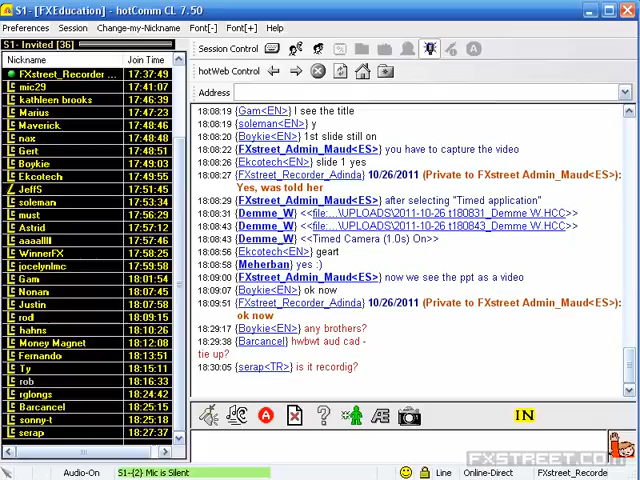 S1- [FXEducation] - hotComm CL 7.50
Preferences Session Change-my-Nickname Font[-] Font[+] Help
S1- Invited [36]
Nickname Join Time
FXstreet_Recorder ... 17:37:49
mic29 17:41:07
kathleen brooks 17:46:39
Marius 17:47:23
Maverick 17:48:46
nax 17:48:48
Gert 17:48:51
Boykie 17:49:03
Ekcotech 17:49:55
JeffS 17:51:45
soleman 17:53:31
must 17:56:29
Astrid 17:57:12
aaaallll 17:57:46
WinnerFX 17:57:25
jocelynlmc 17:59:58
Gam 18:01:54
Nonan 18:07:45
Justin 18:07:58
rod 18:09:15
hahns 18:10:26
Money Magnet 18:12:08
Fernando 18:13:51
Ty 18:15:11
rob 18:16:33
rglongs 18:24:42
Barcancel 18:25:15
sonny-t 18:25:18
serap 18:27:37
Session Control
hotWeb Control
Address
18:08:19 {Gam<EN>} I see the title
18:08:19 {soleman<EN>} y
18:08:20 {Boykie<EN>} 1st slide still on
18:08:22 {FXstreet_Admin_Maud<ES>} you have to capture the video
18:08:26 {Ekcotech<EN>} slide 1 yes
18:08:27 {FXstreet_Recorder_Adinda} 10/26/2011 (Private to FXstreet Admin_Maud<ES>):
Yes, was told her
18:08:29 {FXstreet_Admin_Maud<ES>} after selecting "Timed application"
18:08:31 {Demme_W} <<file:...\UPLOADS\2011-10-26 t180831_Demme W.HCC>>
18:08:43 {Demme_W} <<file:...\UPLOADS\2011-10-26 t180843_Demme W.HCC>>
18:08:43 {Demme_W} <<Timed Camera (1.0s) On>>
18:08:56 {Ekcotech<EN>} geart
18:08:58 {Meherban} yes :)
18:09:00 {FXstreet_Admin_Maud<ES>} now we see the ppt as a video
18:09:07 {Boykie<EN>} ok now
18:09:51 {FXstreet_Recorder_Adinda} 10/26/2011 (Private to FXstreet Admin_Maud<ES>):
ok now
18:29:17 {Boykie<EN>} any brothers?
18:29:38 {Barcancel} hwbwt aud cad -
tie up?
18:30:05 {serap<TR>} is it recordig?
IN
FXSTREET.COM
Audio-On S1-{2} Mic is Silent Line Online-Direct FXstreet_Recorde